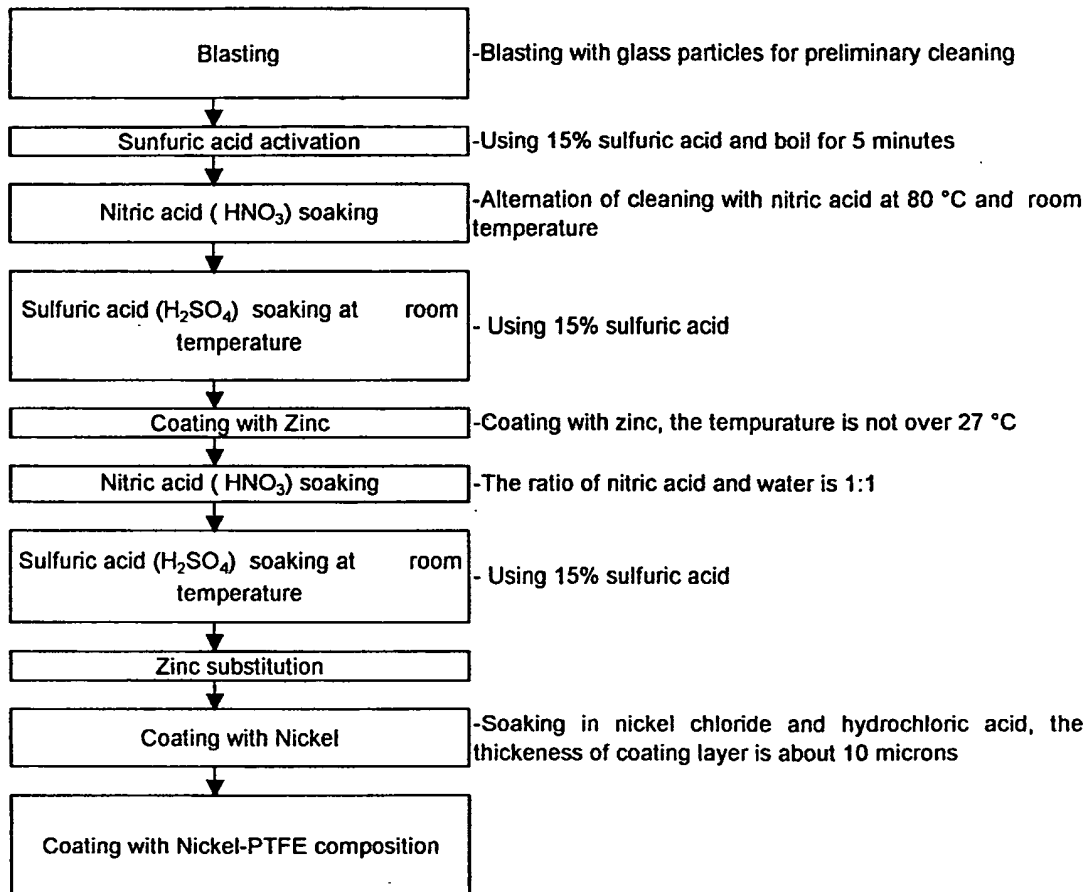 Blasting
-Blasting with glass particles for preliminary cleaning
Sunfuric acid activation
-Using 15% sulfuric acid and boil for 5 minutes
Nitric acid ( HNO₃) soaking
-Alternation of cleaning with nitric acid at 80 °C and room
temperature
Sulfuric acid (H₂SO₄) soaking at room
temperature
- Using 15% sulfuric acid
Coating with Zinc
-Coating with zinc, the tempurature is not over 27 °C
Nitric acid ( HNO₃) soaking
-The ratio of nitric acid and water is 1:1
Sulfuric acid (H₂SO₄) soaking at room
temperature
- Using 15% sulfuric acid
Zinc substitution
Coating with Nickel
-Soaking in nickel chloride and hydrochloric acid, the
thickeness of coating layer is about 10 microns
Coating with Nickel-PTFE composition